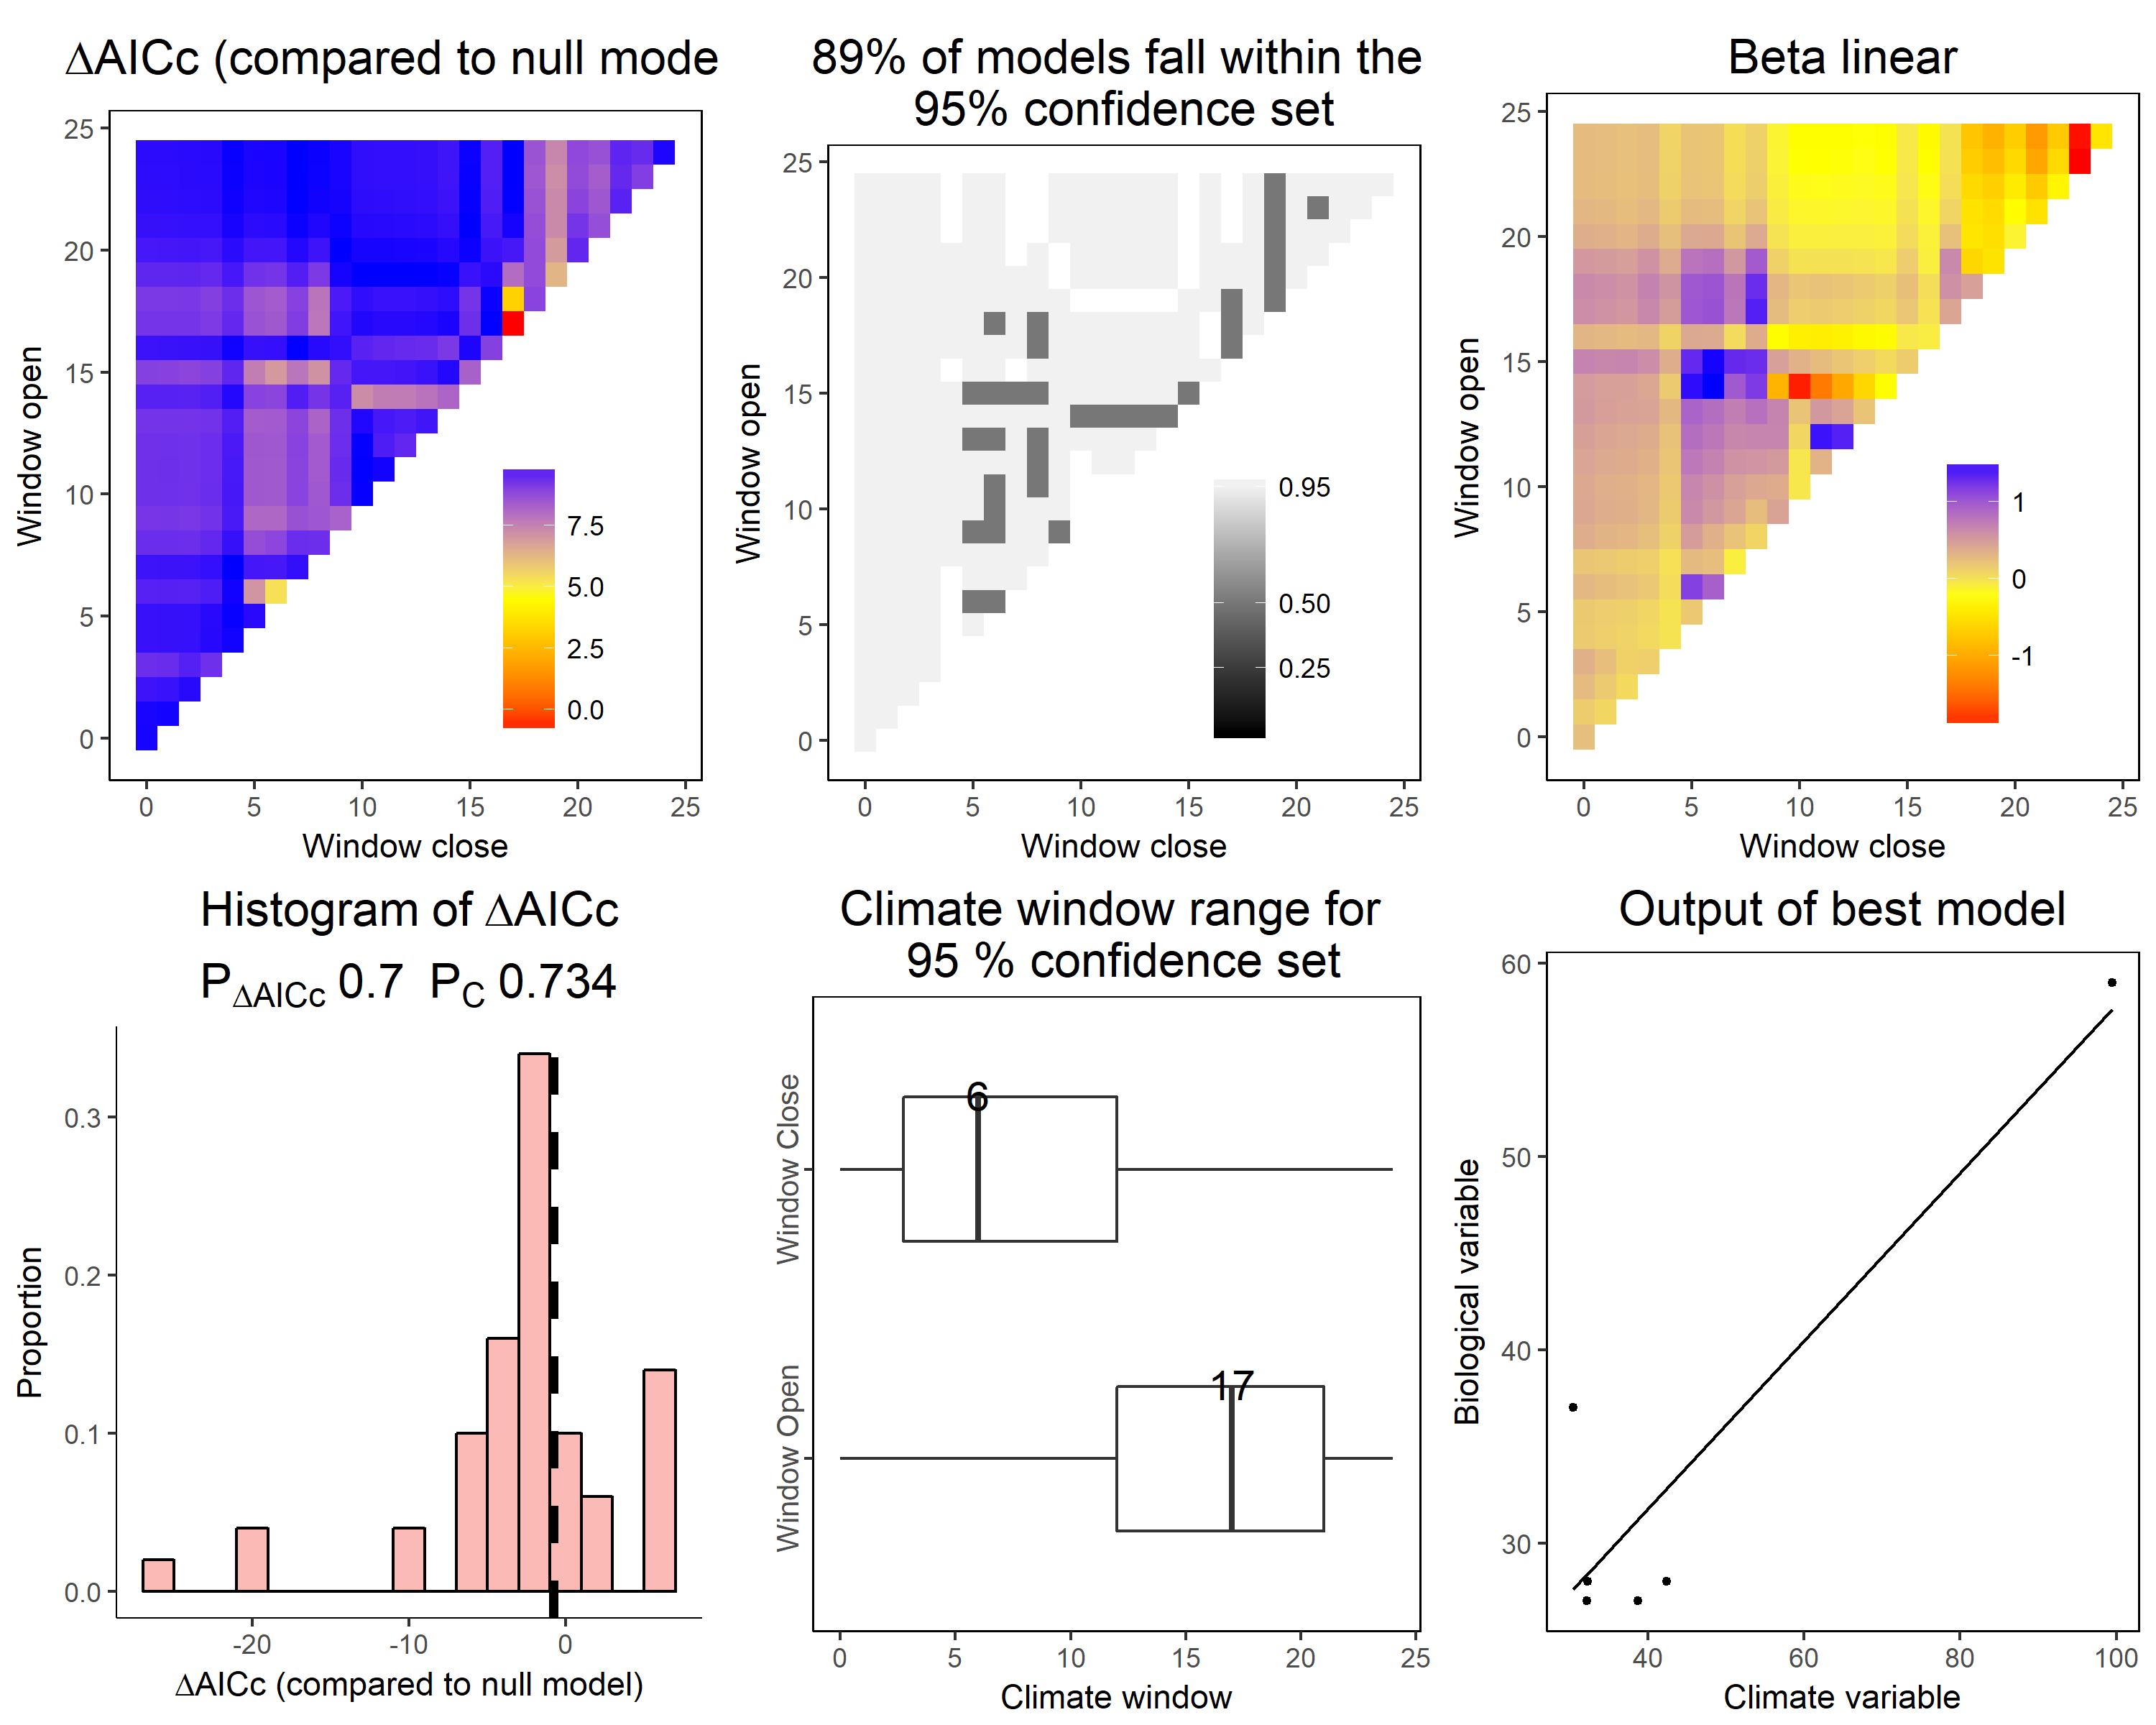 ΔAICc (compared to null mode
25
20
15
10
5
0
Window open
7.5
5.0
2.5
0.0
0 5 10 15 20 25
Window close
89% of models fall within the
95% confidence set
25
20
15
10
5
0
Window open
0.95
0.50
0.25
0 5 10 15 20 25
Window close
Beta linear
25
20
15
10
5
0
Window open
1
0
-1
0 5 10 15 20 25
Window close
Histogram of ΔAICc
PΔAICc 0.7 PC 0.734
0.3
0.2
0.1
0.0
Proportion
-20 -10 0
ΔAICc (compared to null model)
Climate window range for
95 % confidence set
Window Close
6
Window Open
17
0 5 10 15 20 25
Climate window
Output of best model
60
50
40
30
Biological variable
40 60 80 100
Climate variable